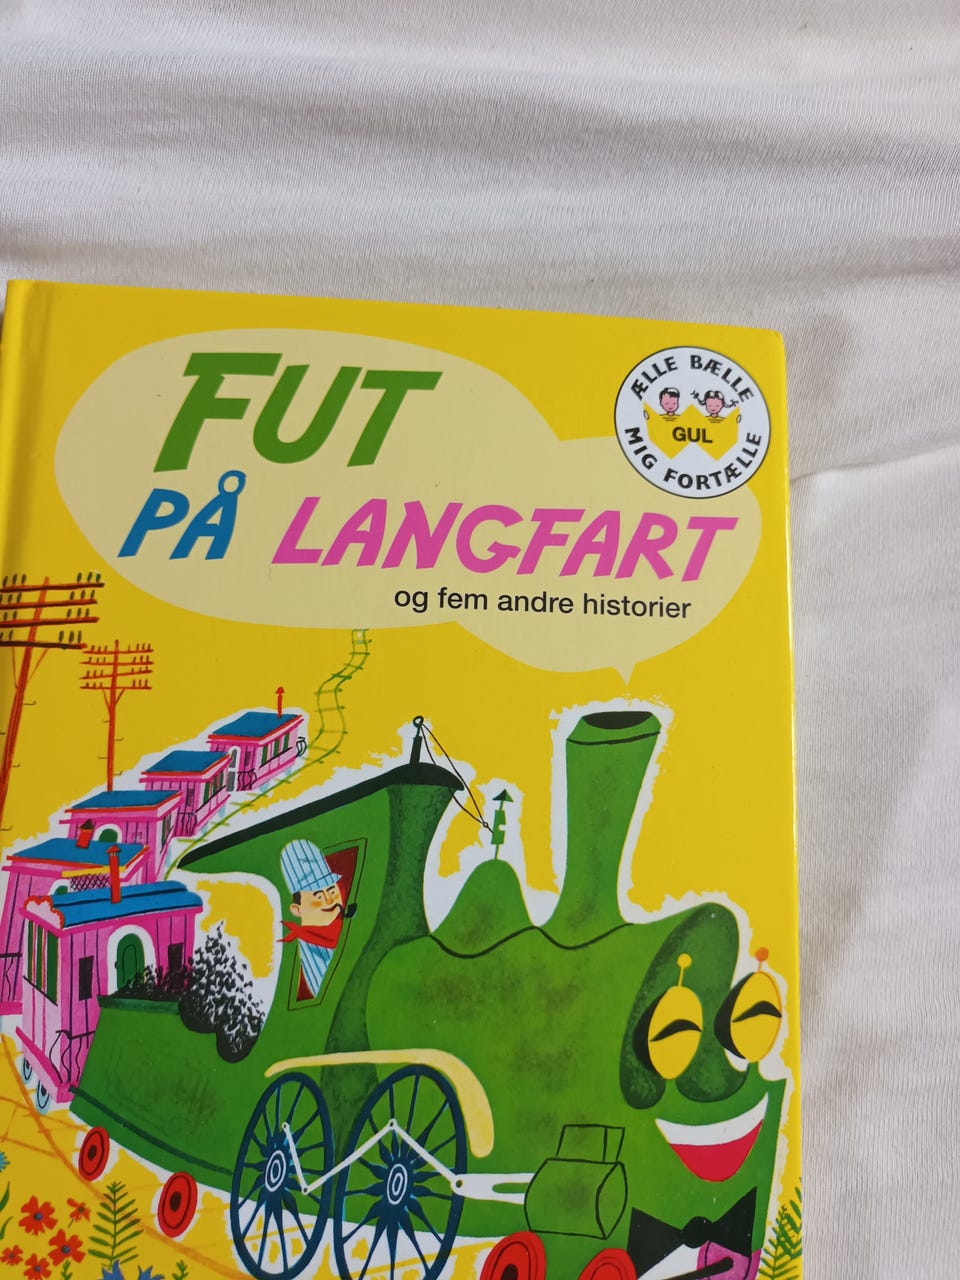 FUT
PÅ LANGFART
og fem andre historier
ÆLLE BÆLLE
GUL
MIG FORTÆLLE